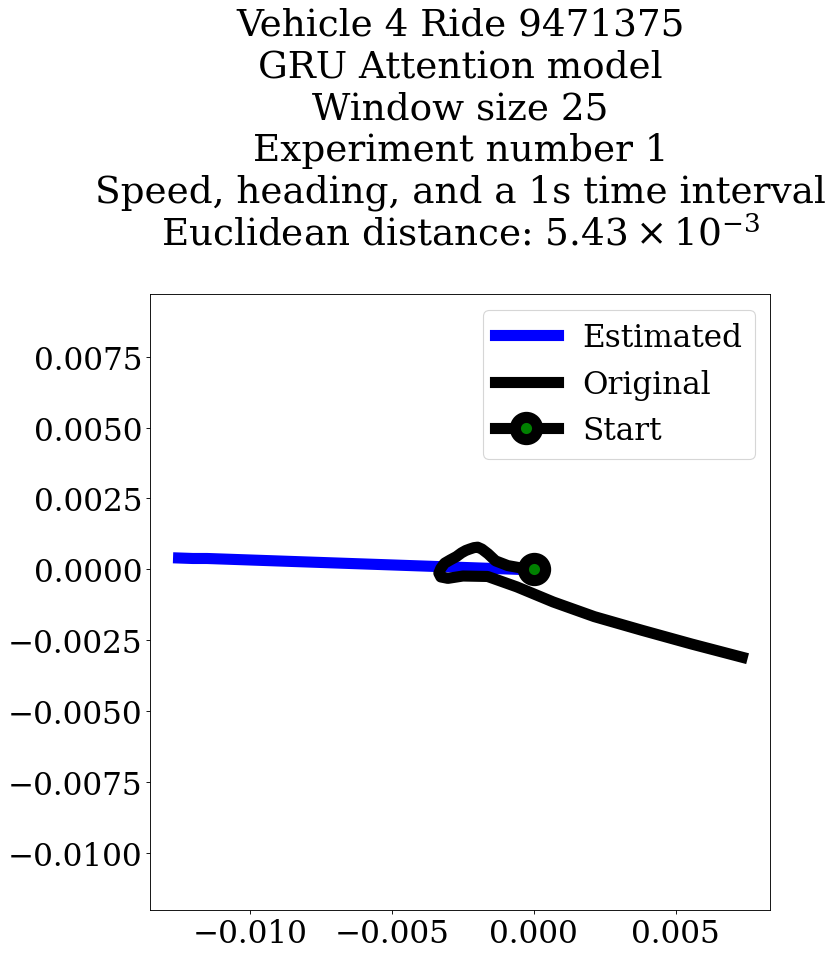 Vehicle 4 Ride 9471375
GRU Attention model
Window size 25
Experiment number 1
Speed, heading, and a 1s time interval
Euclidean distance: 5.43 × 10⁻³
Estimated
Original
Start
0.0075
0.0050
0.0025
0.0000
−0.0025
−0.0050
−0.0075
−0.0100
−0.010 −0.005 0.000 0.005